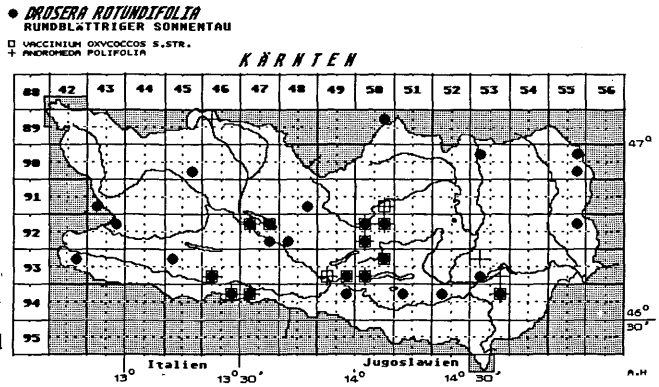 ● DROSERA ROTUNDIFOLIA
RUNDBLÄTTRIGER SONNENTAU
□ VACCINIUM OXYCOCCOS S.STR.
+ ANDROMEDA POLIFOLIA
KÄRNTEN
88 42 43 44 45 46 47 48 49 50 51 52 53 54 55 56
89
47°
90
91
92
93
94
46°
30'
95
Italien Jugoslawien
13° 13°30' 14° 14°30' A.H